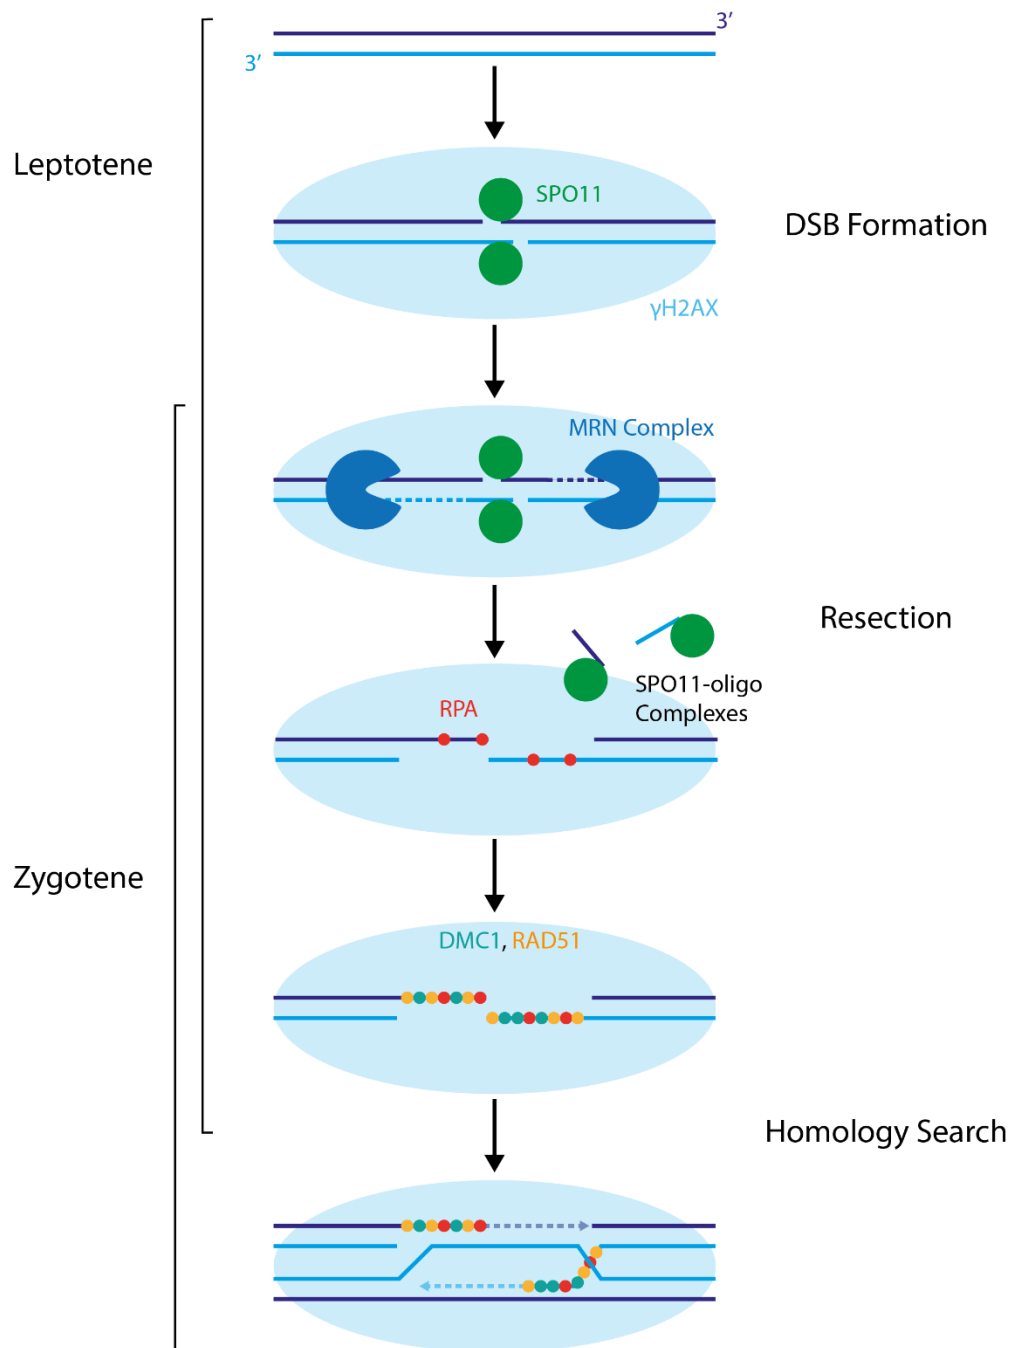 3′
3′
Leptotene
SPO11
DSB Formation
γH2AX
MRN Complex
Resection
SPO11-oligo
Complexes
RPA
Zygotene
DMC1, RAD51
Homology Search